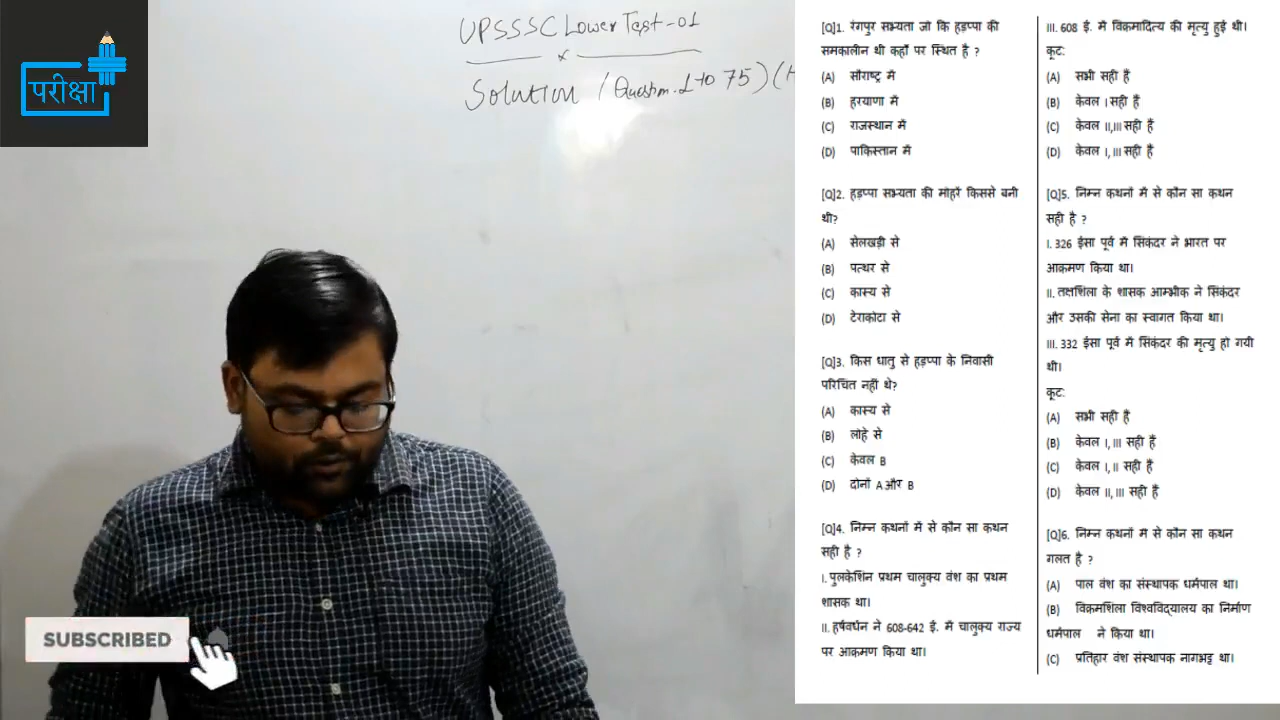 परीक्षा
UPSSSC Lower Test-01
x
Solution (Question.1 to 75) (H
[Q]1. रंगपुर सभ्यता जो कि हड़प्पा की
समकालीन थी कहाँ पर स्थित है ?
(A) सौराष्ट्र में
(B) हरयाणा में
(C) राजस्थान में
(D) पाकिस्तान में
[Q]2. हड़प्पा सभ्यता की मोहरें किससे बनी
थी?
(A) सेलखड़ी से
(B) पत्थर से
(C) कास्य से
(D) टेराकोटा से
[Q]3. किस धातु से हड़प्पा के निवासी
परिचित नहीं थे?
(A) कास्य से
(B) लोहे से
(C) केवल B
(D) दोनों A और B
[Q]4. निम्न कथनों में से कौन सा कथन
सही है ?
I. पुलकेशिन प्रथम चालुक्य वंश का प्रथम
शासक था।
II. हर्षवर्धन ने 608-642 ई. में चालुक्य राज्य
पर आक्रमण किया था।
III. 608 ई. में विक्रमादित्य की मृत्यु हुई थी।
कूट:
(A) सभी सही हैं
(B) केवल I सही हैं
(C) केवल II,III सही हैं
(D) केवल I, III सही हैं
[Q]5. निम्न कथनों में से कौन सा कथन
सही है ?
I. 326 ईसा पूर्व में सिकंदर ने भारत पर
आक्रमण किया था।
II. तक्षशिला के शासक आम्भीक ने सिकंदर
और उसकी सेना का स्वागत किया था।
III. 332 ईसा पूर्व में सिकंदर की मृत्यु हो गयी
थी।
कूट:
(A) सभी सही हैं
(B) केवल I, III सही हैं
(C) केवल I, II सही हैं
(D) केवल II, III सही हैं
[Q]6. निम्न कथनों में से कौन सा कथन
गलत है ?
(A) पाल वंश का संस्थापक धर्मपाल था।
(B) विक्रमशिला विश्वविद्यालय का निर्माण
धर्मपाल ने किया था।
(C) प्रतिहार वंश संस्थापक नागभट्ट था।
SUBSCRIBED